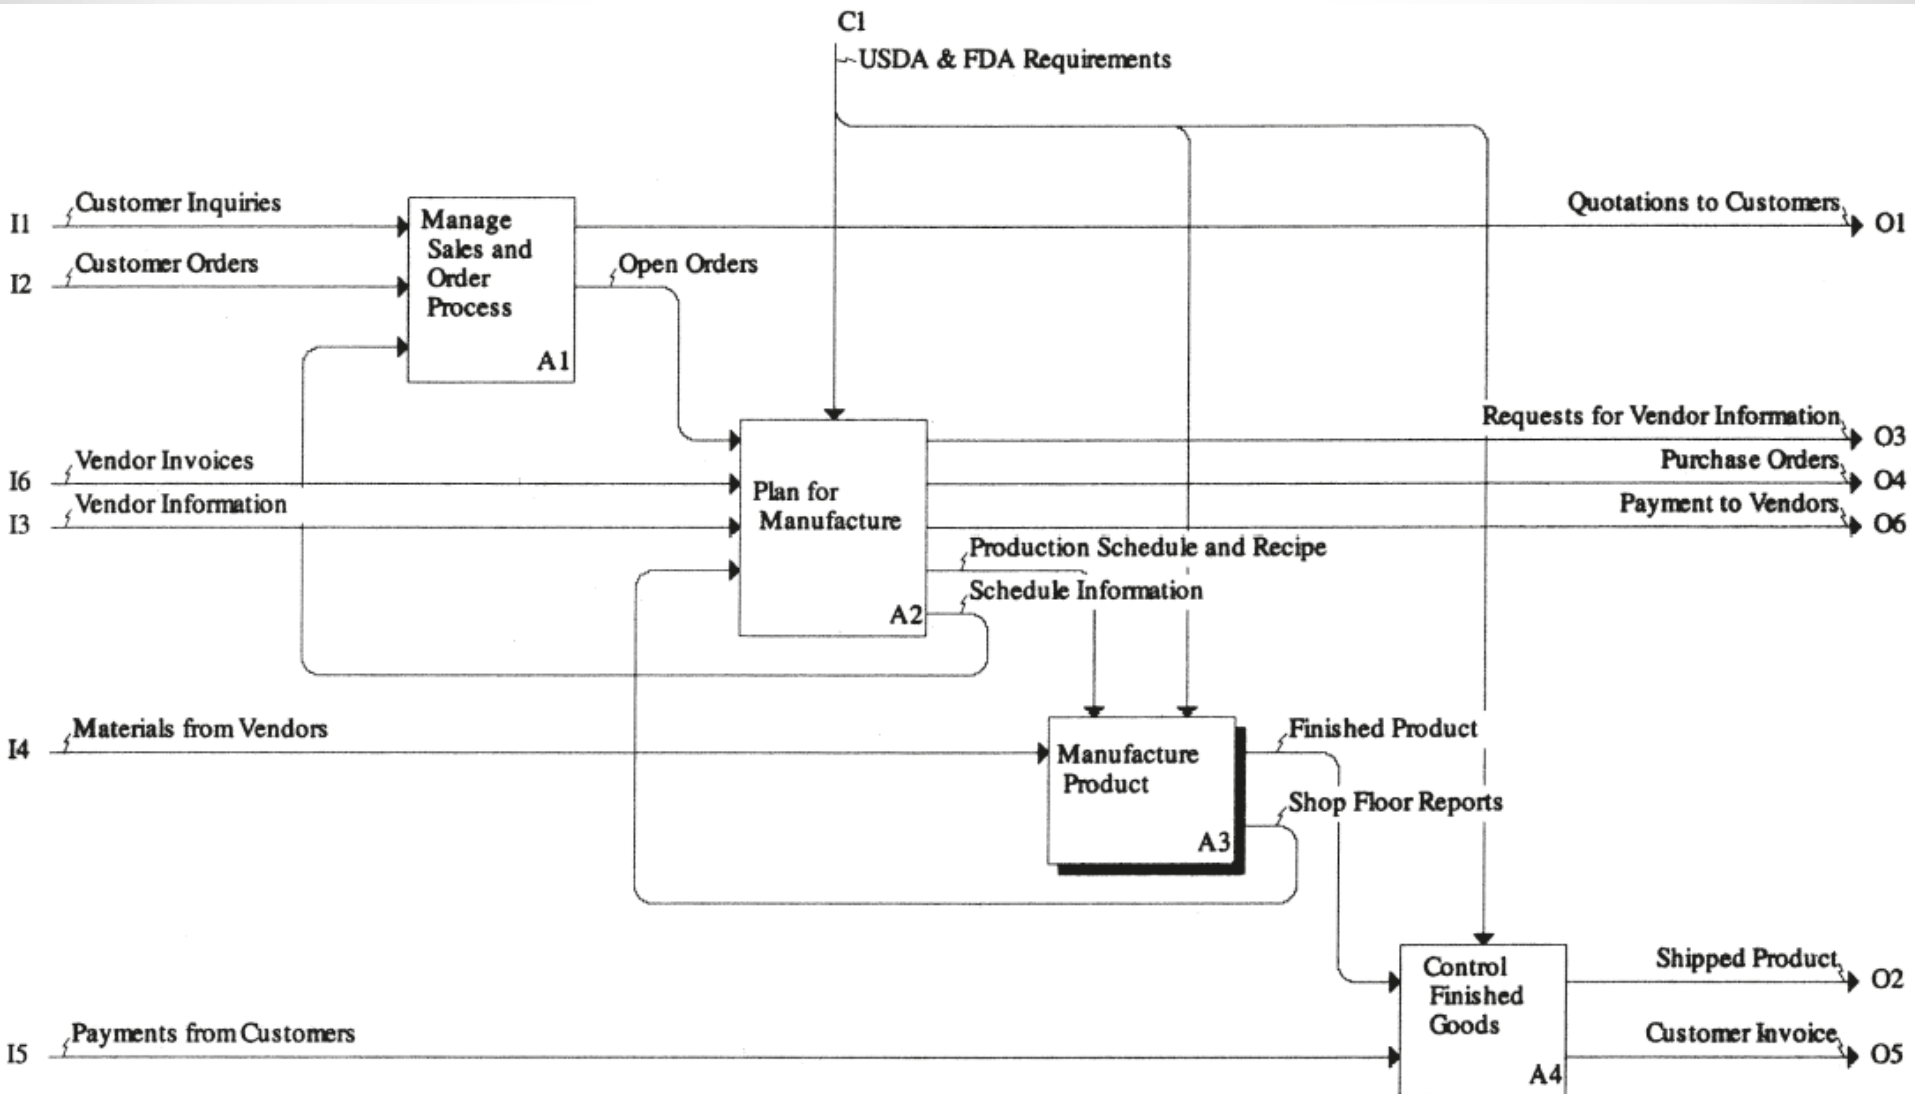 C1
USDA & FDA Requirements
I1
Customer Inquiries
Manage
Sales and
Order
Process
A1
Quotations to Customers
O1
I2
Customer Orders
Open Orders
Requests for Vendor Information
O3
I6
Vendor Invoices
Plan for
Manufacture
A2
Purchase Orders
O4
I3
Vendor Information
Payment to Vendors
O6
Production Schedule and Recipe
Schedule Information
I4
Materials from Vendors
Manufacture
Product
A3
Finished Product
Shop Floor Reports
Control
Finished
Goods
A4
Shipped Product
O2
I5
Payments from Customers
Customer Invoice
O5